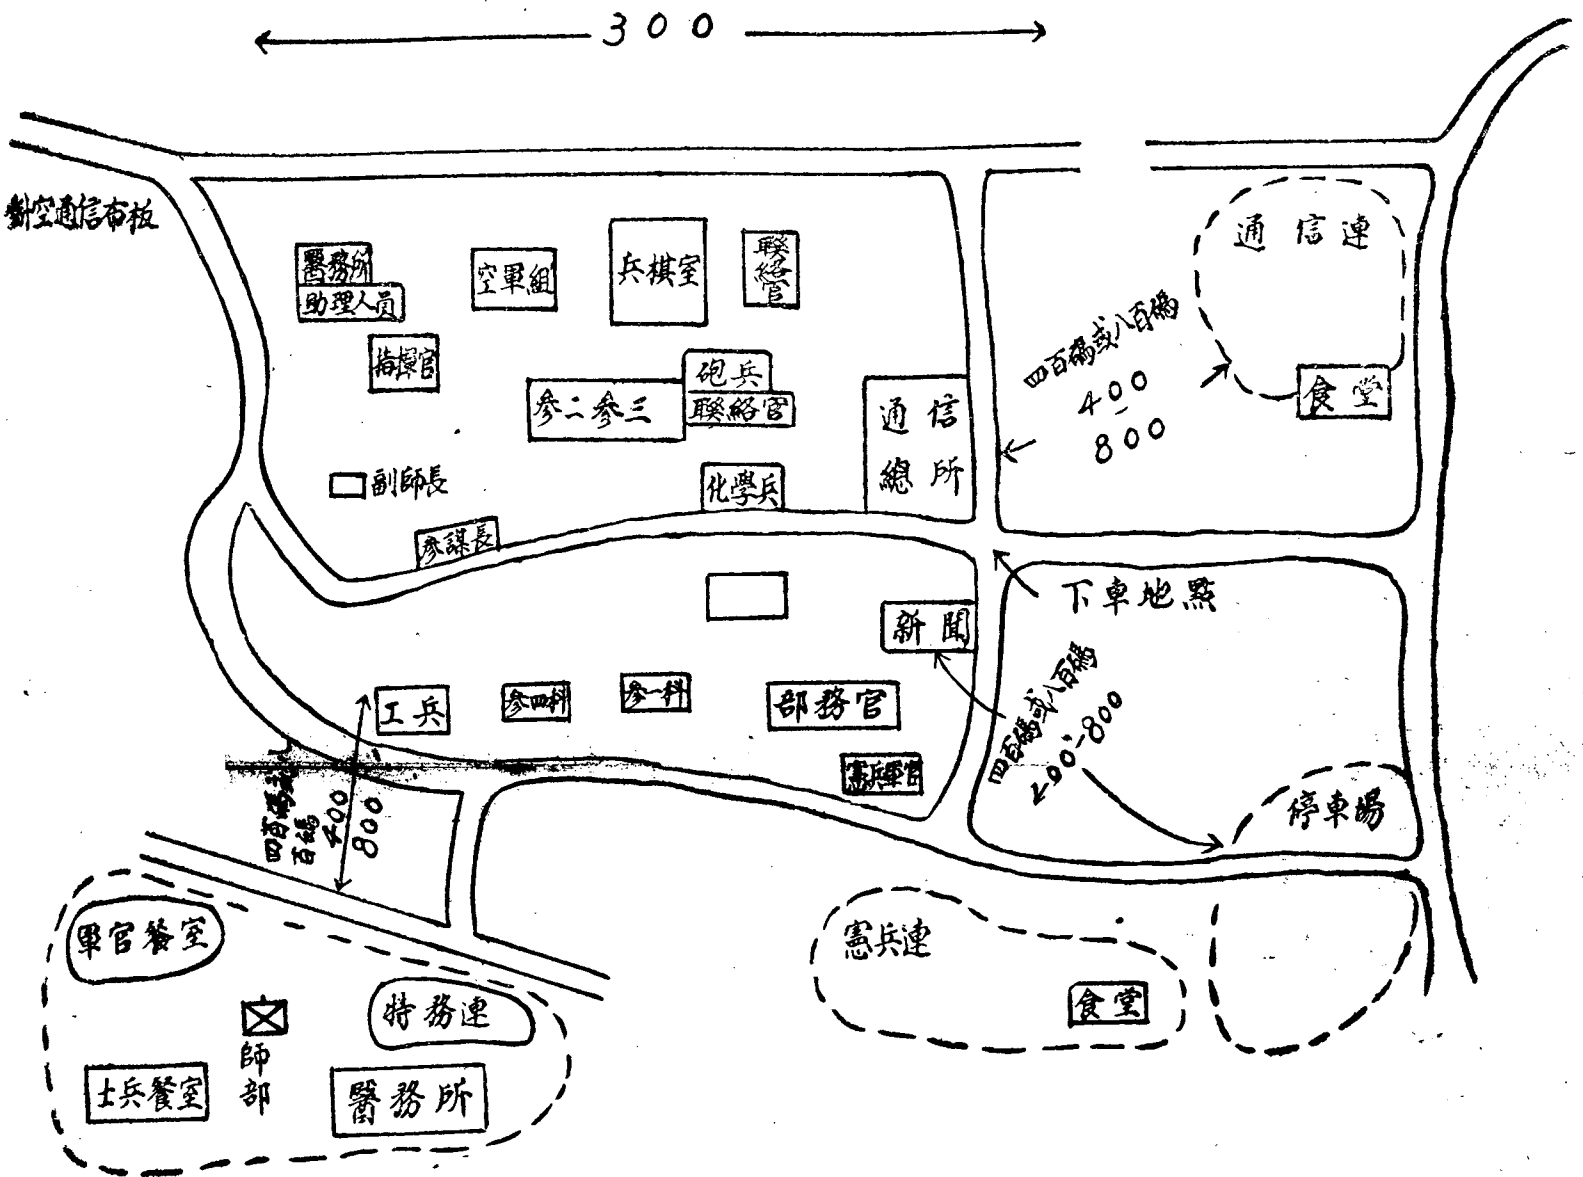 300
對空通信布板
醫務所
助理人員
空軍組
兵棋室
聯絡官
通信連
指揮官
參二參三
砲兵
聯絡官
通信
總所
四百碼或八百碼
400
-
800
食堂
副師長
化學兵
參謀長
下車地點
新聞
工兵
參四科
參一科
部務官
憲兵軍官
四百碼或八百碼
400-800
停車場
百碼
400
800
軍官餐室
特務連
師部
士兵餐室
醫務所
憲兵連
食堂